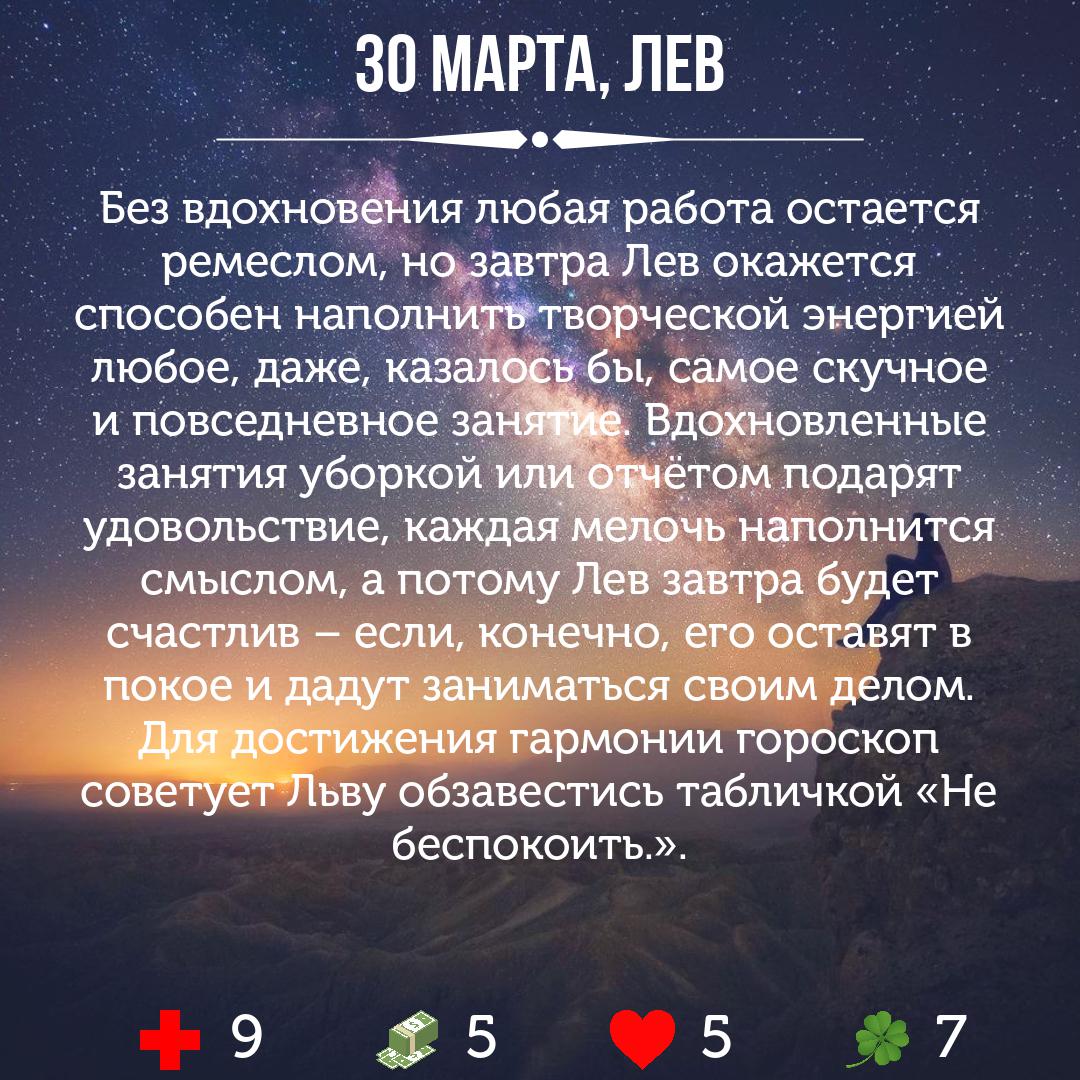 30 МАРТА, ЛЕВ
Без вдохновения любая работа остается
ремеслом, но завтра Лев окажется
способен наполнить творческой энергией
любое, даже, казалось бы, самое скучное
и повседневное занятие. Вдохновленные
занятия уборкой или отчётом подарят
удовольствие, каждая мелочь наполнится
смыслом, а потому Лев завтра будет
счастлив – если, конечно, его оставят в
покое и дадут заниматься своим делом.
Для достижения гармонии гороскоп
советует Льву обзавестись табличкой «Не
беспокоить.».
9 5 5 7